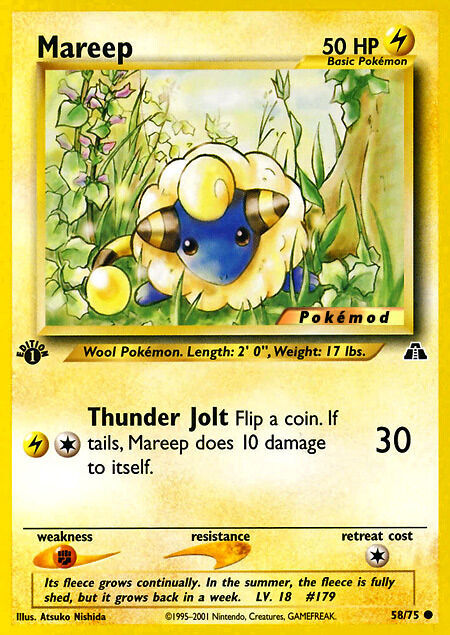 Mareep
50 HP
Basic Pokémon
Pokémod
EDITION
1
Wool Pokémon. Length: 2' 0", Weight: 17 lbs.
Thunder Jolt Flip a coin. If
tails, Mareep does 10 damage
to itself.
30
weakness
resistance
retreat cost
Its fleece grows continually. In the summer, the fleece is fully
shed, but it grows back in a week. LV. 18 #179
Illus. Atsuko Nishida
©1995-2001 Nintendo, Creatures, GAMEFREAK.
58/75